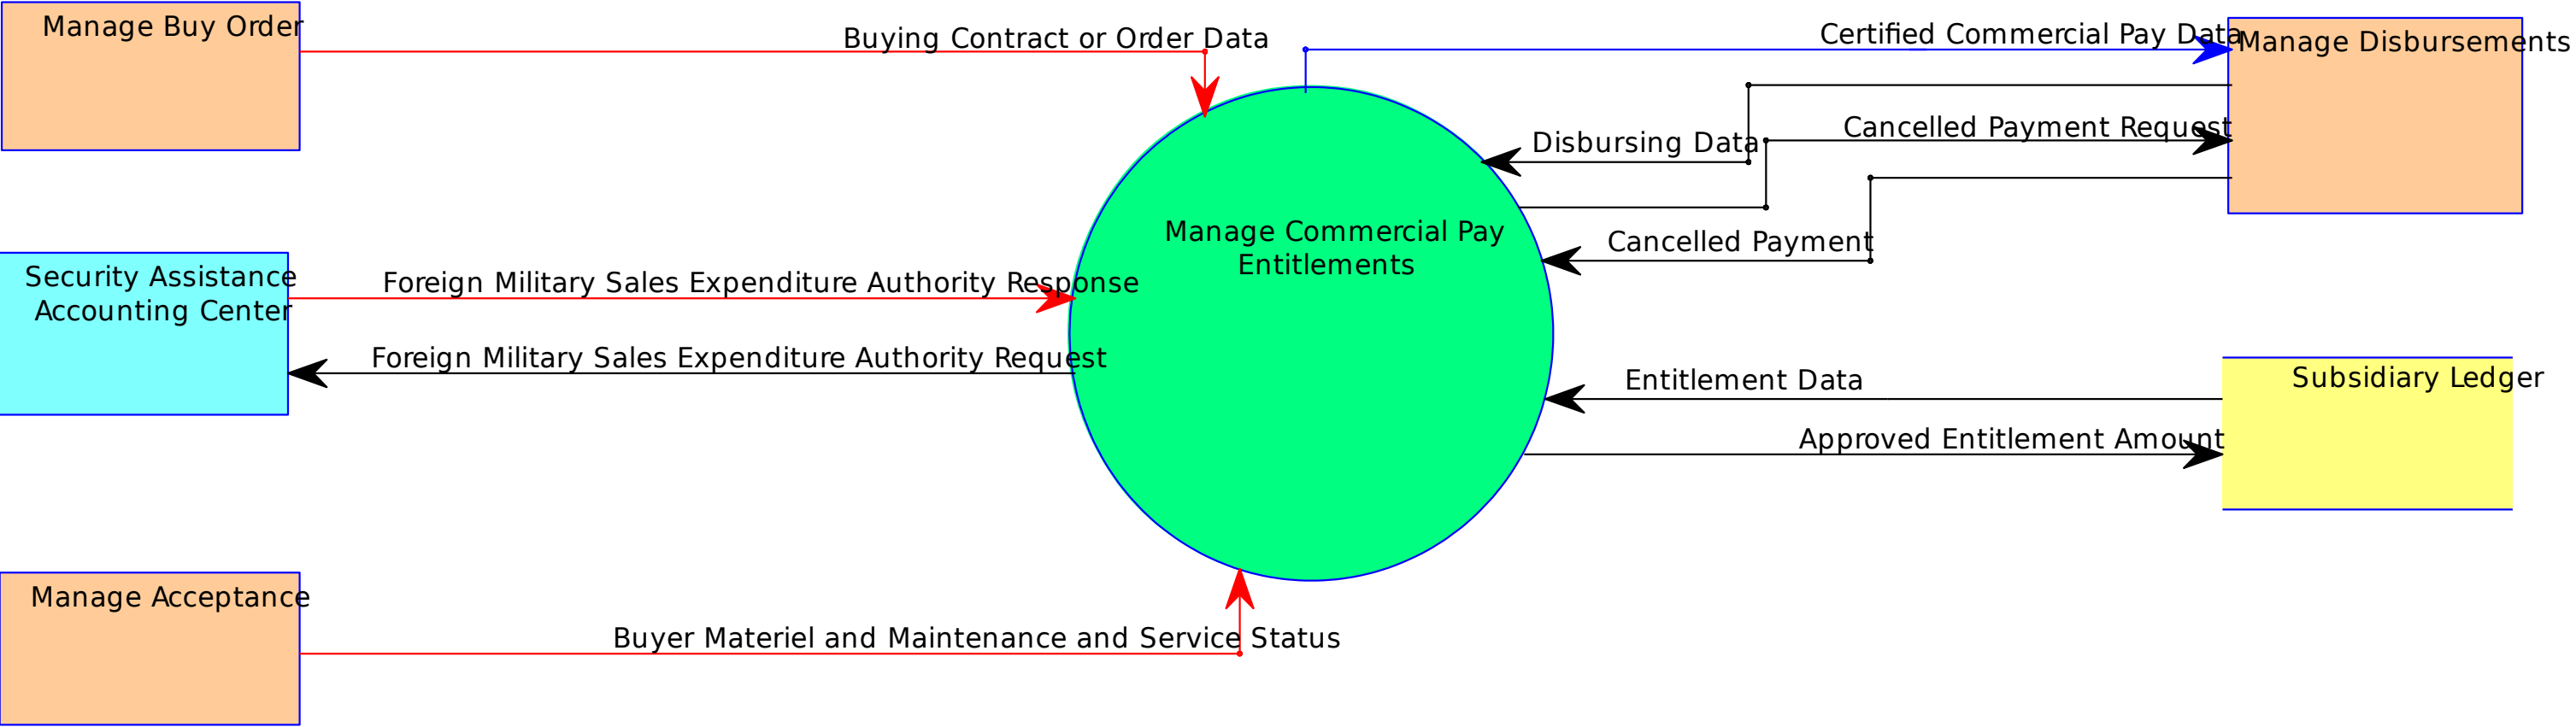 Manage Buy Order
Buying Contract or Order Data
Certified Commercial Pay Data
Manage Disbursements
Disbursing Data
Cancelled Payment Request
Manage Commercial Pay
Entitlements
Cancelled Payment
Security Assistance
Accounting Center
Foreign Military Sales Expenditure Authority Response
Foreign Military Sales Expenditure Authority Request
Entitlement Data
Subsidiary Ledger
Approved Entitlement Amount
Manage Acceptance
Buyer Materiel and Maintenance and Service Status